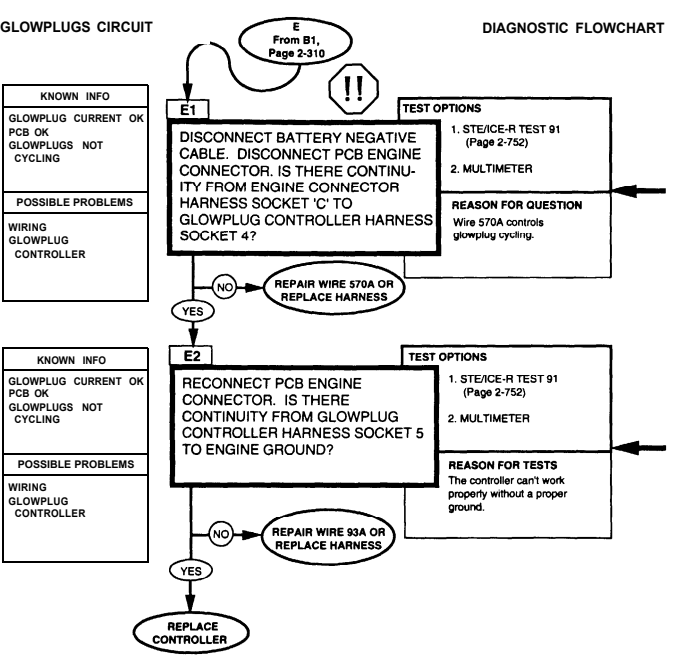 GLOWPLUGS CIRCUIT
DIAGNOSTIC FLOWCHART
E
From B1,
Page 2-310
!!
KNOWN INFO
GLOWPLUG CURRENT OK
PCB OK
GLOWPLUGS NOT
CYCLING
POSSIBLE PROBLEMS
WIRING
GLOWPLUG
CONTROLLER
E1
DISCONNECT BATTERY NEGATIVE
CABLE. DISCONNECT PCB ENGINE
CONNECTOR. IS THERE CONTINU-
ITY FROM ENGINE CONNECTOR
HARNESS SOCKET 'C' TO
GLOWPLUG CONTROLLER HARNESS
SOCKET 4?
TEST OPTIONS
1. STE/ICE-R TEST 91
(Page 2-752)
2. MULTIMETER
REASON FOR QUESTION
Wire 570A controls
glowplug cycling.
NO
REPAIR WIRE 570A OR
REPLACE HARNESS
YES
KNOWN INFO
GLOWPLUG CURRENT OK
PCB OK
GLOWPLUGS NOT
CYCLING
POSSIBLE PROBLEMS
WIRING
GLOWPLUG
CONTROLLER
E2
RECONNECT PCB ENGINE
CONNECTOR. IS THERE
CONTINUITY FROM GLOWPLUG
CONTROLLER HARNESS SOCKET 5
TO ENGINE GROUND?
TEST OPTIONS
1. STE/ICE-R TEST 91
(Page 2-752)
2. MULTIMETER
REASON FOR TESTS
The controller can't work
properly without a proper
ground.
NO
REPAIR WIRE 93A OR
REPLACE HARNESS
YES
REPLACE
CONTROLLER